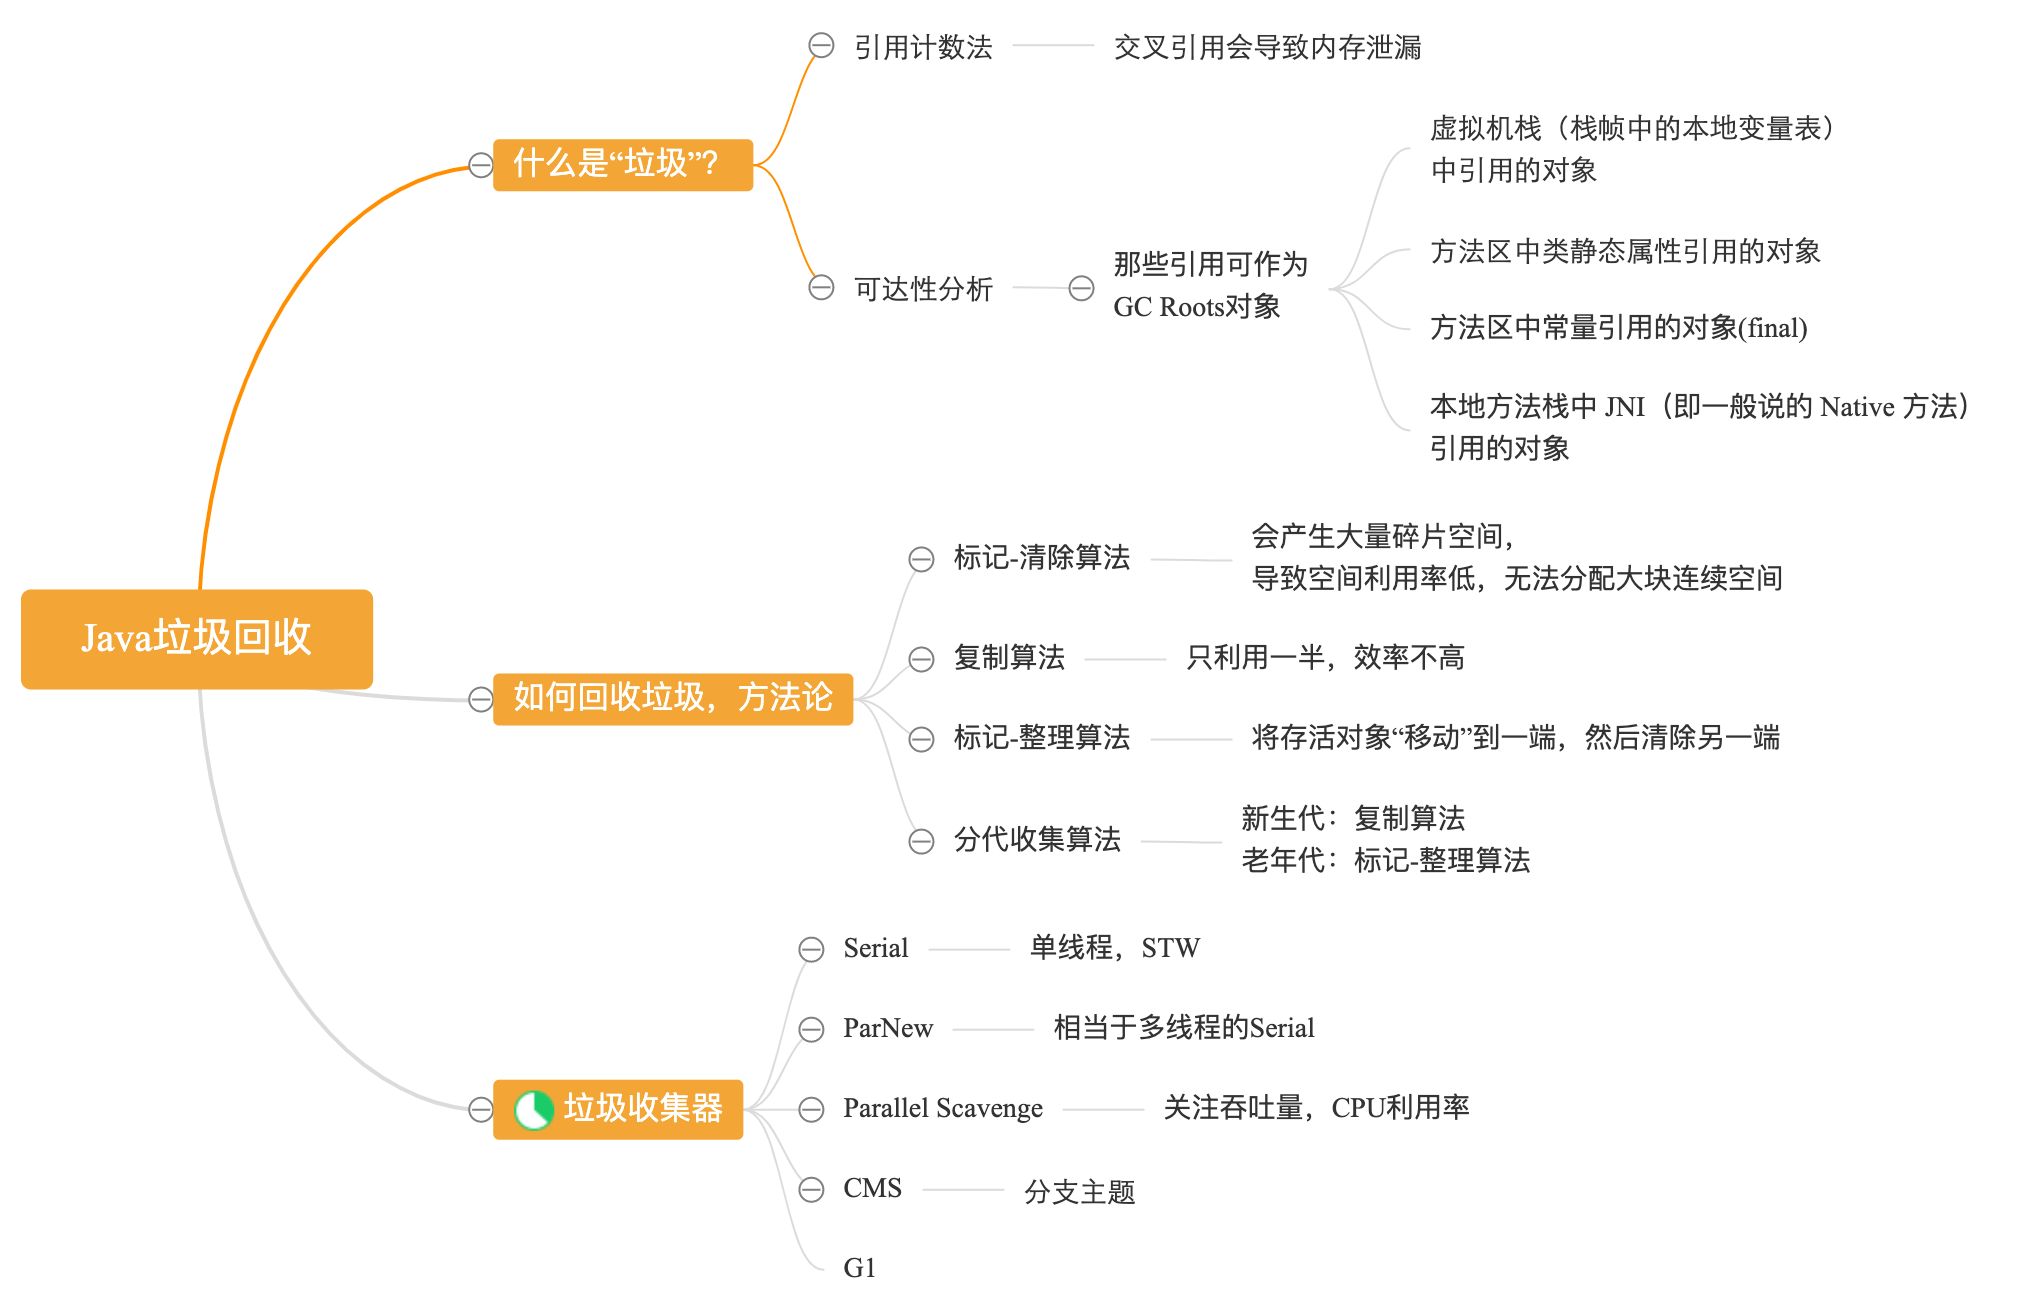 Java垃圾回收
什么是“垃圾”？
引用计数法
交叉引用会导致内存泄漏
可达性分析
那些引用可作为
GC Roots对象
虚拟机栈（栈帧中的本地变量表）
中引用的对象
方法区中类静态属性引用的对象
方法区中常量引用的对象(final)
本地方法栈中 JNI（即一般说的 Native 方法）
引用的对象
如何回收垃圾，方法论
标记-清除算法
会产生大量碎片空间，
导致空间利用率低，无法分配大块连续空间
复制算法
只利用一半，效率不高
标记-整理算法
将存活对象“移动”到一端，然后清除另一端
分代收集算法
新生代：复制算法
老年代：标记-整理算法
垃圾收集器
Serial
单线程，STW
ParNew
相当于多线程的Serial
Parallel Scavenge
关注吞吐量，CPU利用率
CMS
分支主题
G1